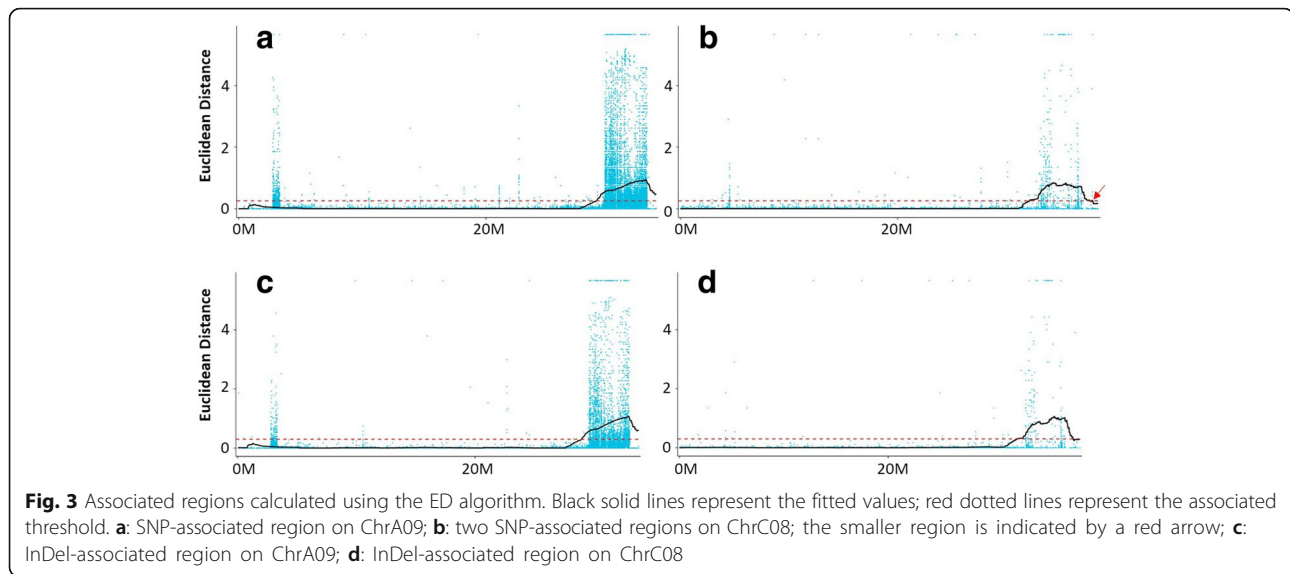 a
b
Euclidean Distance
4
2
0
0M
20M
4
2
0
0M
20M
c
d
Euclidean Distance
4
2
0
0M
20M
4
2
0
0M
20M
Fig. 3 Associated regions calculated using the ED algorithm. Black solid lines represent the fitted values; red dotted lines represent the associated
threshold. a: SNP-associated region on ChrA09; b: two SNP-associated regions on ChrC08; the smaller region is indicated by a red arrow; c:
InDel-associated region on ChrA09; d: InDel-associated region on ChrC08